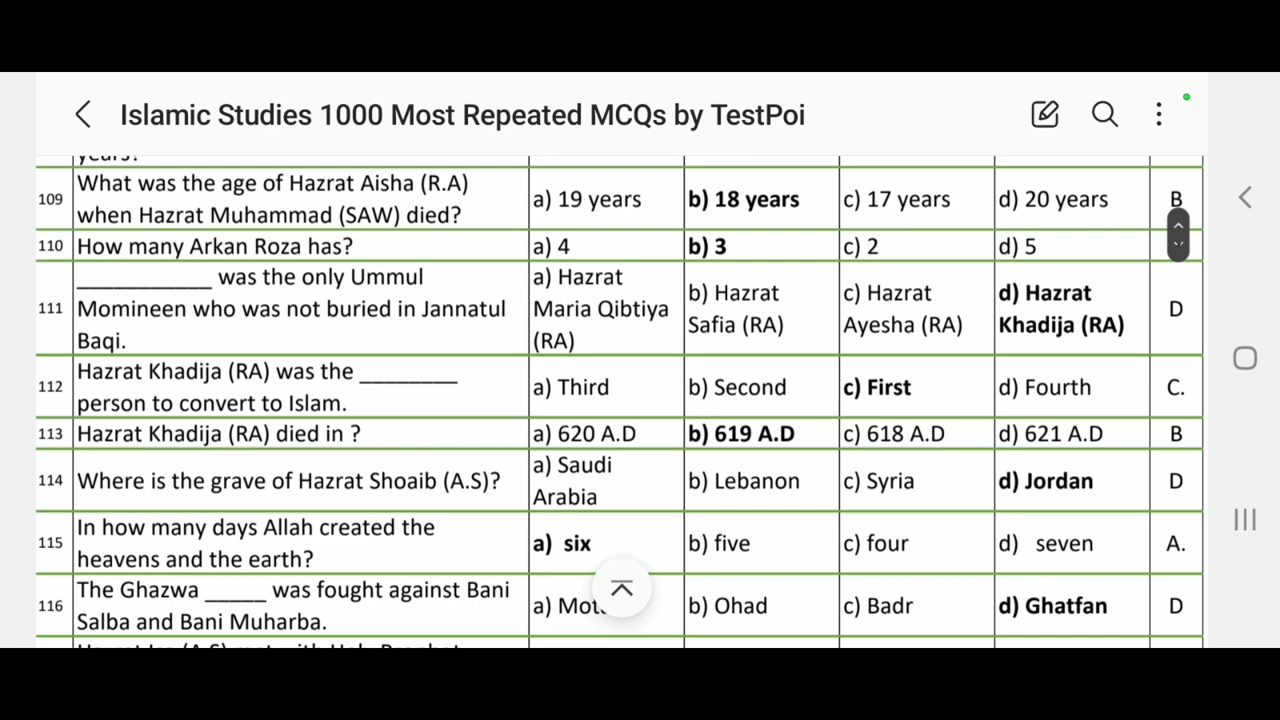 Islamic Studies 1000 Most Repeated MCQs by TestPoi
years?
109 What was the age of Hazrat Aisha (R.A) when Hazrat Muhammad (SAW) died? a) 19 years b) 18 years c) 17 years d) 20 years B
110 How many Arkan Roza has? a) 4 b) 3 c) 2 d) 5
111 ___________ was the only Ummul Momineen who was not buried in Jannatul Baqi. a) Hazrat Maria Qibtiya (RA) b) Hazrat Safia (RA) c) Hazrat Ayesha (RA) d) Hazrat Khadija (RA) D
112 Hazrat Khadija (RA) was the ________ person to convert to Islam. a) Third b) Second c) First d) Fourth C.
113 Hazrat Khadija (RA) died in ? a) 620 A.D b) 619 A.D c) 618 A.D d) 621 A.D B
114 Where is the grave of Hazrat Shoaib (A.S)? a) Saudi Arabia b) Lebanon c) Syria d) Jordan D
115 In how many days Allah created the heavens and the earth? a) six b) five c) four d) seven A.
116 The Ghazwa _____ was fought against Bani Salba and Bani Muharba. a) b) Ohad c) Badr d) Ghatfan D